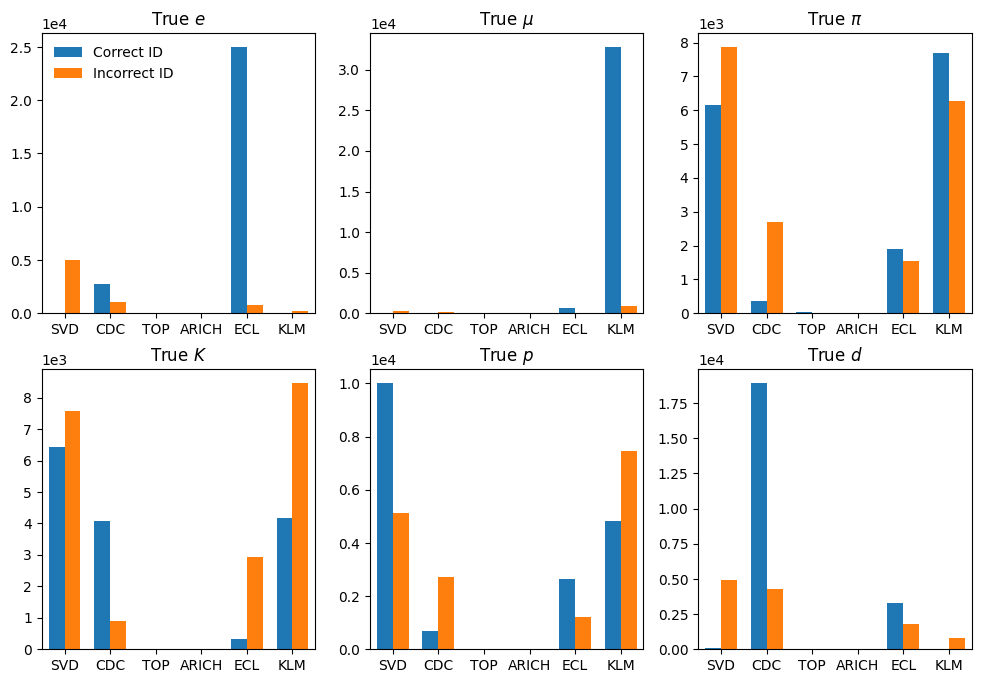 True e
1e4
2.5
2.0
1.5
1.0
0.5
0.0
Correct ID
Incorrect ID
SVD CDC TOP ARICH ECL KLM
True μ
1e4
3.0
2.5
2.0
1.5
1.0
0.5
0.0
SVD CDC TOP ARICH ECL KLM
True π
1e3
8
7
6
5
4
3
2
1
0
SVD CDC TOP ARICH ECL KLM
True K
1e3
8
7
6
5
4
3
2
1
0
SVD CDC TOP ARICH ECL KLM
True p
1e4
1.0
0.8
0.6
0.4
0.2
0.0
SVD CDC TOP ARICH ECL KLM
True d
1e4
1.75
1.50
1.25
1.00
0.75
0.50
0.25
0.00
SVD CDC TOP ARICH ECL KLM